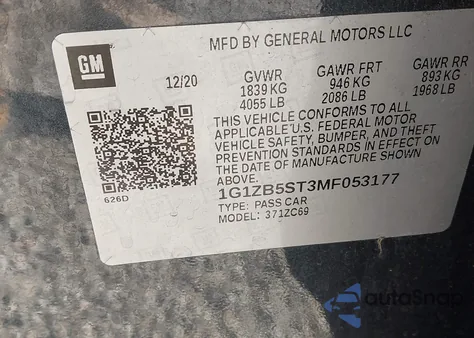 MFD BY GENERAL MOTORS LLC
GM
12/20
GVWR GAWR FRT GAWR RR
1839 KG 946 KG 893 KG
4055 LB 2086 LB 1968 LB
THIS VEHICLE CONFORMS TO ALL
APPLICABLE U.S. FEDERAL MOTOR
VEHICLE SAFETY, BUMPER, AND THEFT
PREVENTION STANDARDS IN EFFECT ON
THE DATE OF MANUFACTURE SHOWN
ABOVE.
626D
1G1ZB5ST3MF053177
TYPE: PASS CAR
MODEL: 371ZC69
autoSnap